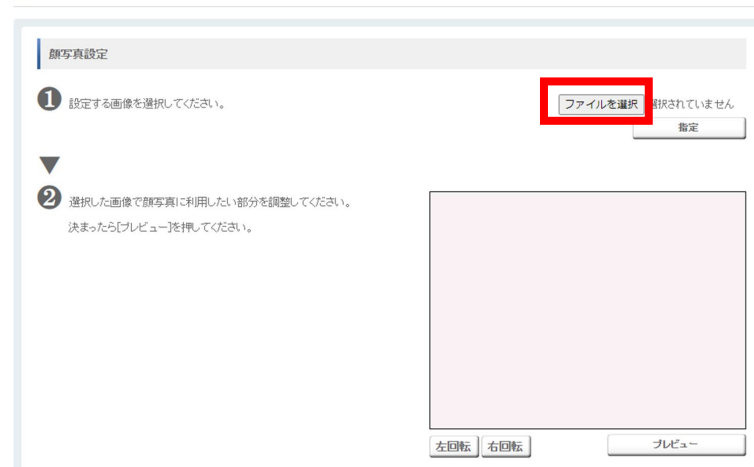 顔写真設定
❶ 設定する画像を選択してください。
ファイルを選択 選択されていません
指定
▼
❷ 選択した画像で顔写真に利用したい部分を調整してください。
決まったら[プレビュー]を押してください。
左回転 右回転 プレビュー